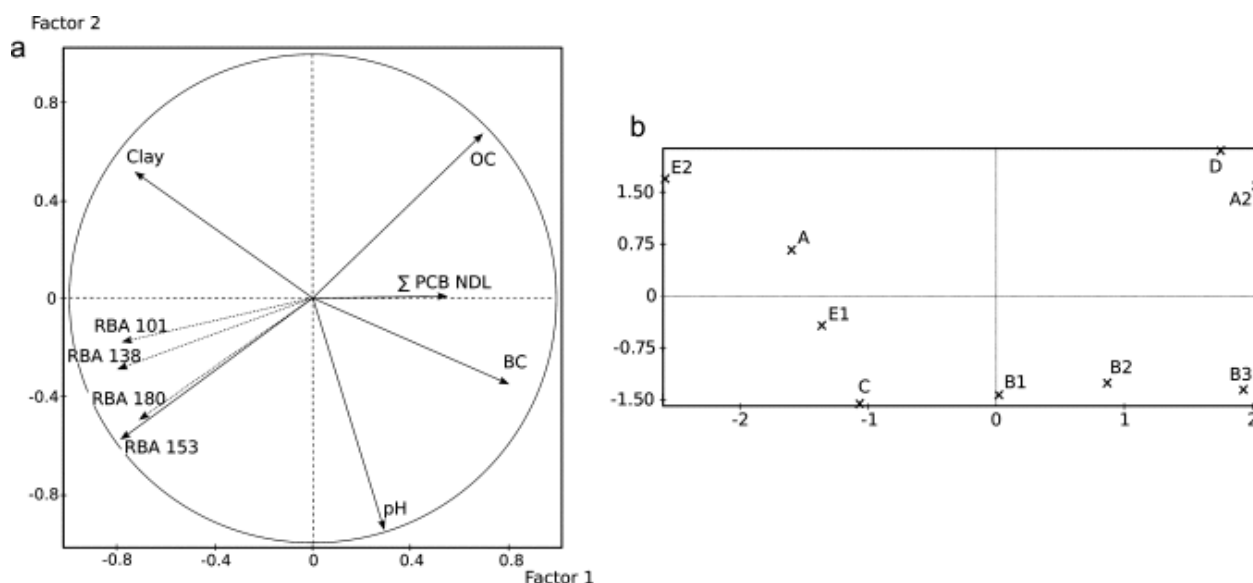 Factor 2
a
0.8
0.4
0
-0.4
-0.8
Clay
OC
∑ PCB NDL
RBA 101
RBA 138
BC
RBA 180
RBA 153
pH
-0.8
-0.4
0
0.4
0.8
Factor 1
b
1.50
0.75
0
-0.75
-1.50
E2
D
A2
A
E1
C
B1
B2
B3
-2
-1
0
1
2